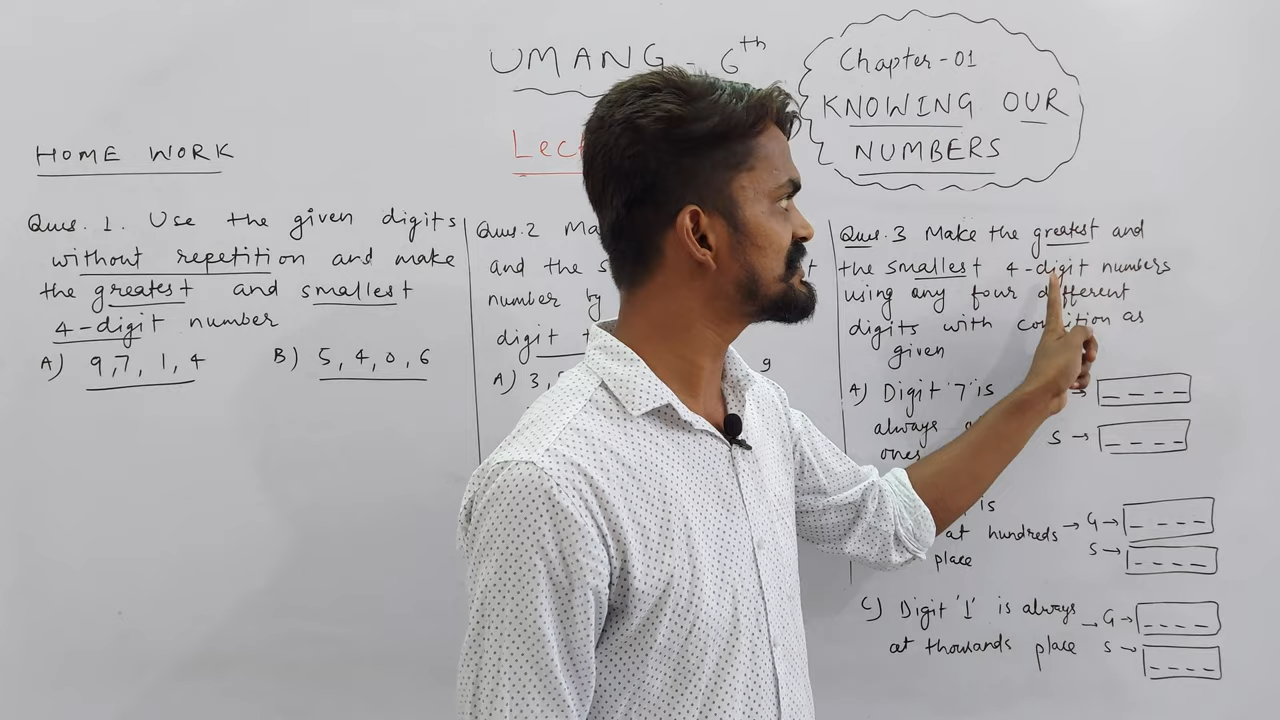 UMANG - 6th
Chapter-01
KNOWING OUR
NUMBERS
HOME WORK
Ques. 1. Use the given digits
without repetition and make
the greatest and smallest
4-digit number
A) 9,7,1,4 B) 5,4,0,6
Ques.2
and the
number by
digit
A) 3, 9
Ques.3 Make the greatest and
the smallest 4-digit numbers
using any four different
digits with condition as
given
A) Digit '7' is → _ _ _ _
always S → _ _ _ _
ones
is
at hundreds → G → _ _ _ _
place S → _ _ _ _
C) Digit '1' is always → G → _ _ _ _
at thousands place S → _ _ _ _